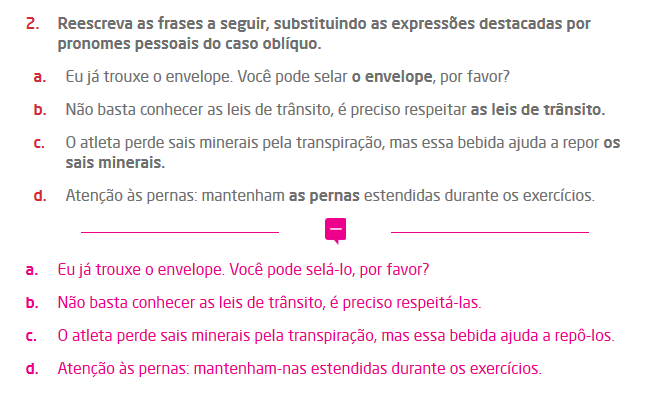 2. Reescreva as frases a seguir, substituindo as expressões destacadas por
pronomes pessoais do caso oblíquo.
a. Eu já trouxe o envelope. Você pode selar o envelope, por favor?
b. Não basta conhecer as leis de trânsito, é preciso respeitar as leis de trânsito.
c. O atleta perde sais minerais pela transpiração, mas essa bebida ajuda a repor os
sais minerais.
d. Atenção às pernas: mantenham as pernas estendidas durante os exercícios.
a. Eu já trouxe o envelope. Você pode selá-lo, por favor?
b. Não basta conhecer as leis de trânsito, é preciso respeitá-las.
c. O atleta perde sais minerais pela transpiração, mas essa bebida ajuda a repô-los.
d. Atenção às pernas: mantenham-nas estendidas durante os exercícios.